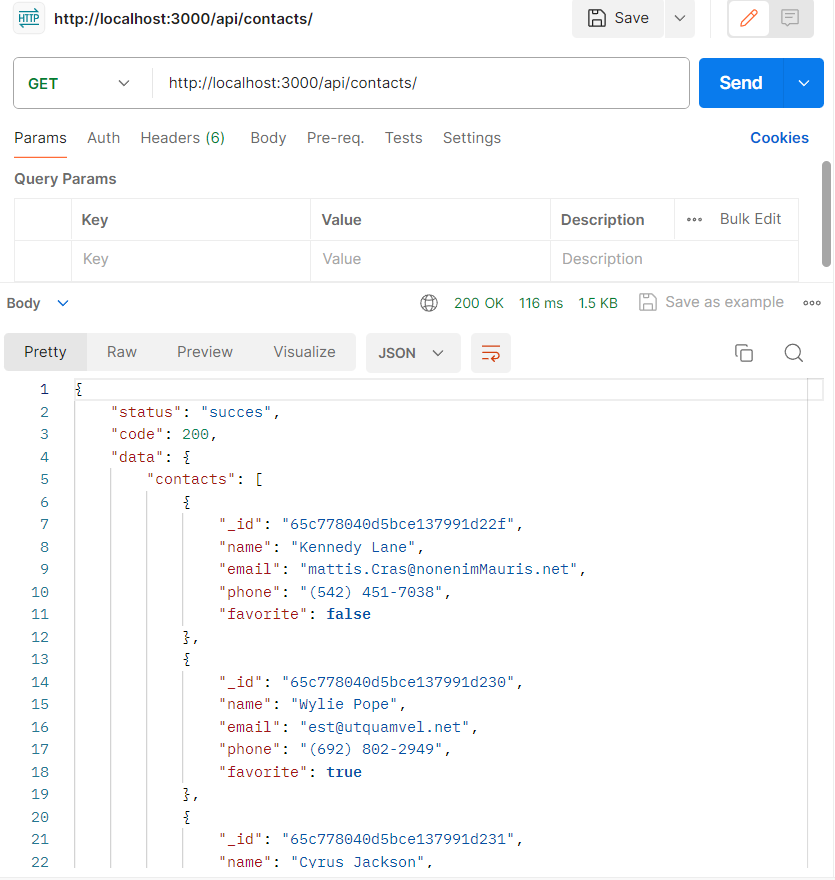 HTTP http://localhost:3000/api/contacts/ Save
GET http://localhost:3000/api/contacts/ Send
Params Auth Headers (6) Body Pre-req. Tests Settings Cookies
Query Params
Key Value Description ••• Bulk Edit
Key Value Description
Body 200 OK 116 ms 1.5 KB Save as example
Pretty Raw Preview Visualize JSON
1 {
2 "status": "succes",
3 "code": 200,
4 "data": {
5 "contacts": [
6 {
7 "_id": "65c778040d5bce137991d22f",
8 "name": "Kennedy Lane",
9 "email": "mattis.Cras@nonenimMauris.net",
10 "phone": "(542) 451-7038",
11 "favorite": false
12 },
13 {
14 "_id": "65c778040d5bce137991d230",
15 "name": "Wylie Pope",
16 "email": "est@utquamvel.net",
17 "phone": "(692) 802-2949",
18 "favorite": true
19 },
20 {
21 "_id": "65c778040d5bce137991d231",
22 "name": "Cyrus Jackson",